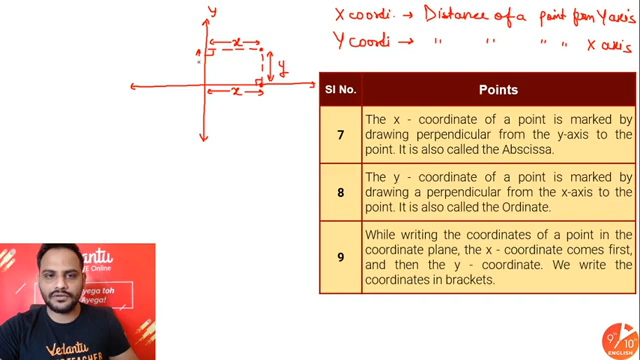 y
X coordi. → Distance of a point from Y axis
Y coordi → " " " " X axis
x
y
x
Sl No.
Points
7
The x - coordinate of a point is marked by
drawing perpendicular from the y-axis to the
point. It is also called the Abscissa.
8
The y - coordinate of a point is marked by
drawing a perpendicular from the x-axis to the
point. It is also called the Ordinate.
9
While writing the coordinates of a point in the
coordinate plane, the x - coordinate comes first,
and then the y - coordinate. We write the
coordinates in brackets.
Vedantu
9 10
ENGLISH